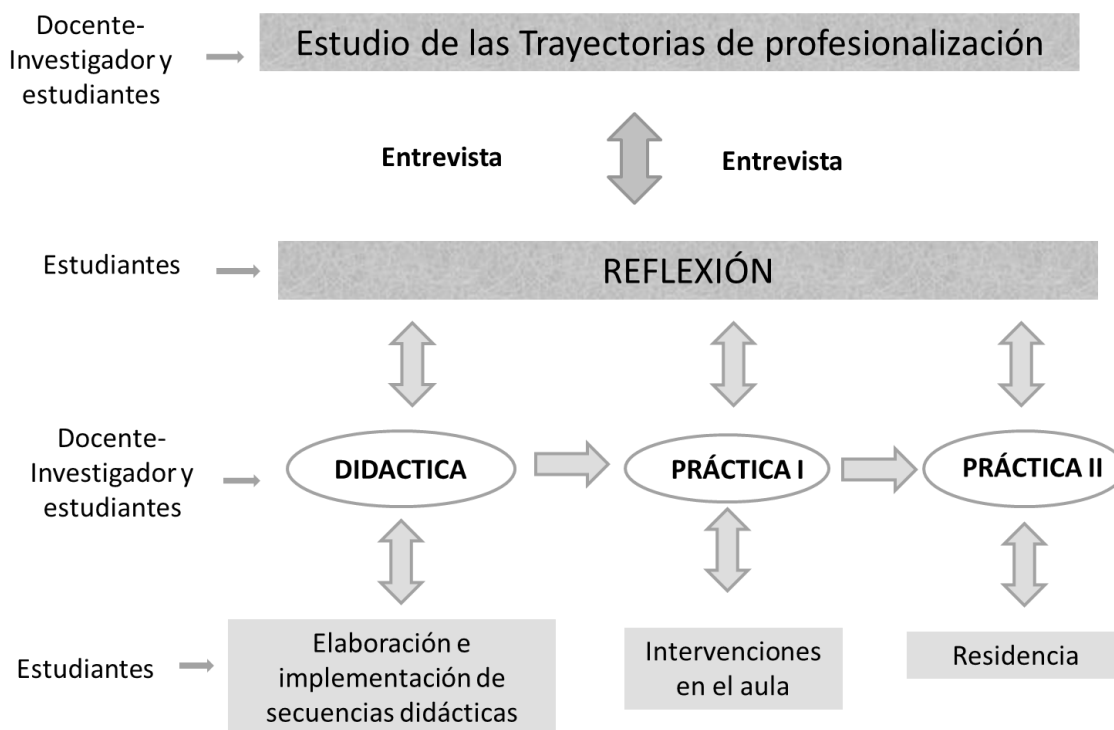 Docente-
Investigador y
estudiantes
Estudio de las Trayectorias de profesionalización
Entrevista
Entrevista
Estudiantes
REFLEXIÓN
Docente-
Investigador y
estudiantes
DIDACTICA
PRÁCTICA I
PRÁCTICA II
Estudiantes
Elaboración e
implementación de
secuencias didácticas
Intervenciones
en el aula
Residencia